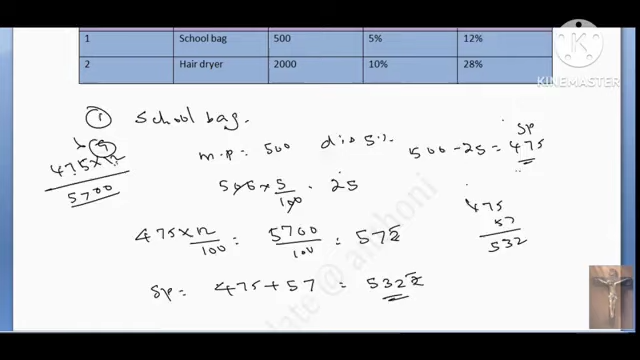 1 School bag 500 5% 12%
2 Hair dryer 2000 10% 28%
KINEMASTER
① School bag.
m.p = 500 dis 5%
500 - 25 = 475
SP
475 × 12
5700
500 × 5/100 = 25
475 × 12/100 = 5700/100 = 57
475
57
532
SP = 475 + 57 = 532